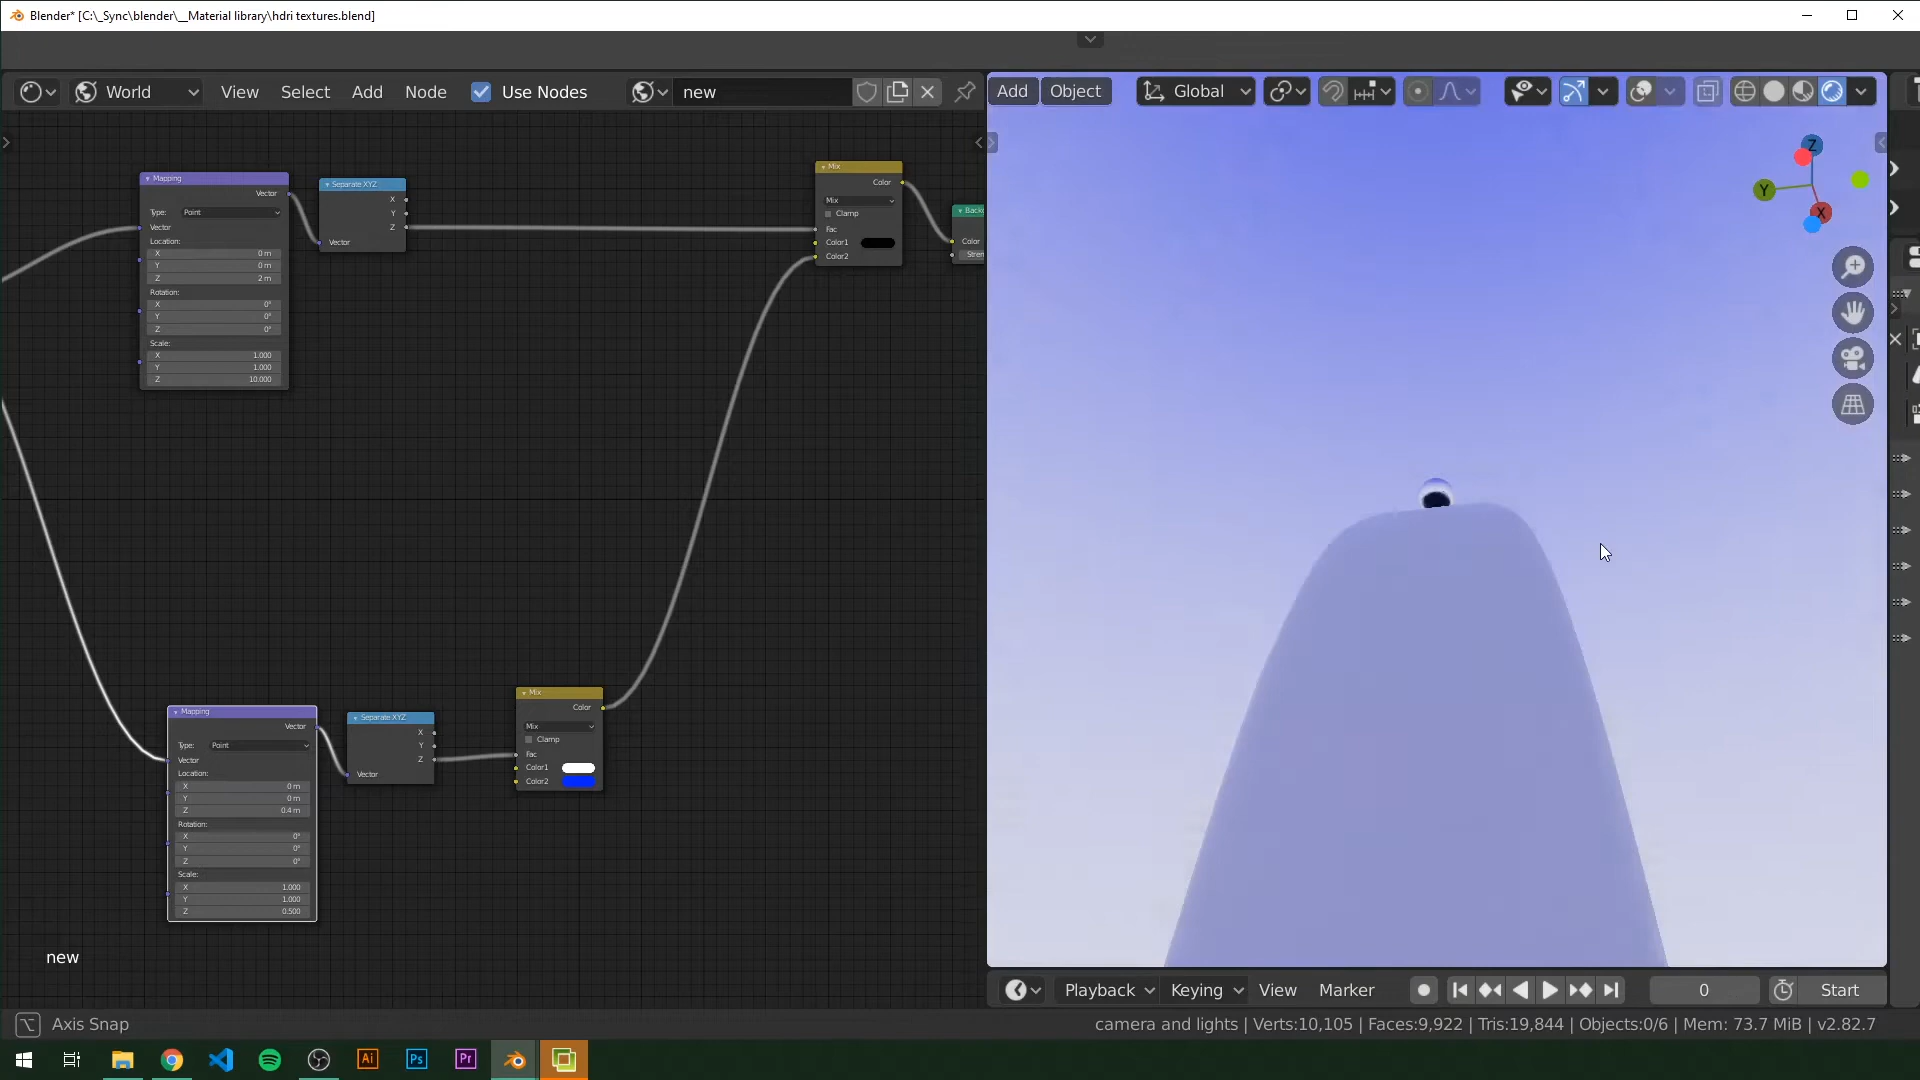 Blender* [C:\_Sync\blender\__Material library\hdri textures.blend]
World View Select Add Node Use Nodes new
Add Object Global
Mapping
Vector
Type: Point
Vector
Location:
X 0 m
Y 0 m
Z 2 m
Rotation:
X 0°
Y 0°
Z 0°
Scale:
X 1.000
Y 1.000
Z 10.000
Separate XYZ
X
Y
Z
Vector
Mix
Color
Mix
Clamp
Fac
Color1
Color2
Color
Z
Y
X
Mapping
Vector
Type: Point
Vector
Location:
X 0 m
Y 0 m
Z 0.4 m
Rotation:
X 0°
Y 0°
Z 0°
Scale:
X 1.000
Y 1.000
Z 0.500
Separate XYZ
X
Y
Z
Vector
Mix
Color
Mix
Clamp
Fac
Color1
Color2
new
Playback Keying View Marker 0 Start
Axis Snap
camera and lights | Verts:10,105 | Faces:9,922 | Tris:19,844 | Objects:0/6 | Mem: 73.7 MiB | v2.82.7
Ai Ps Pr